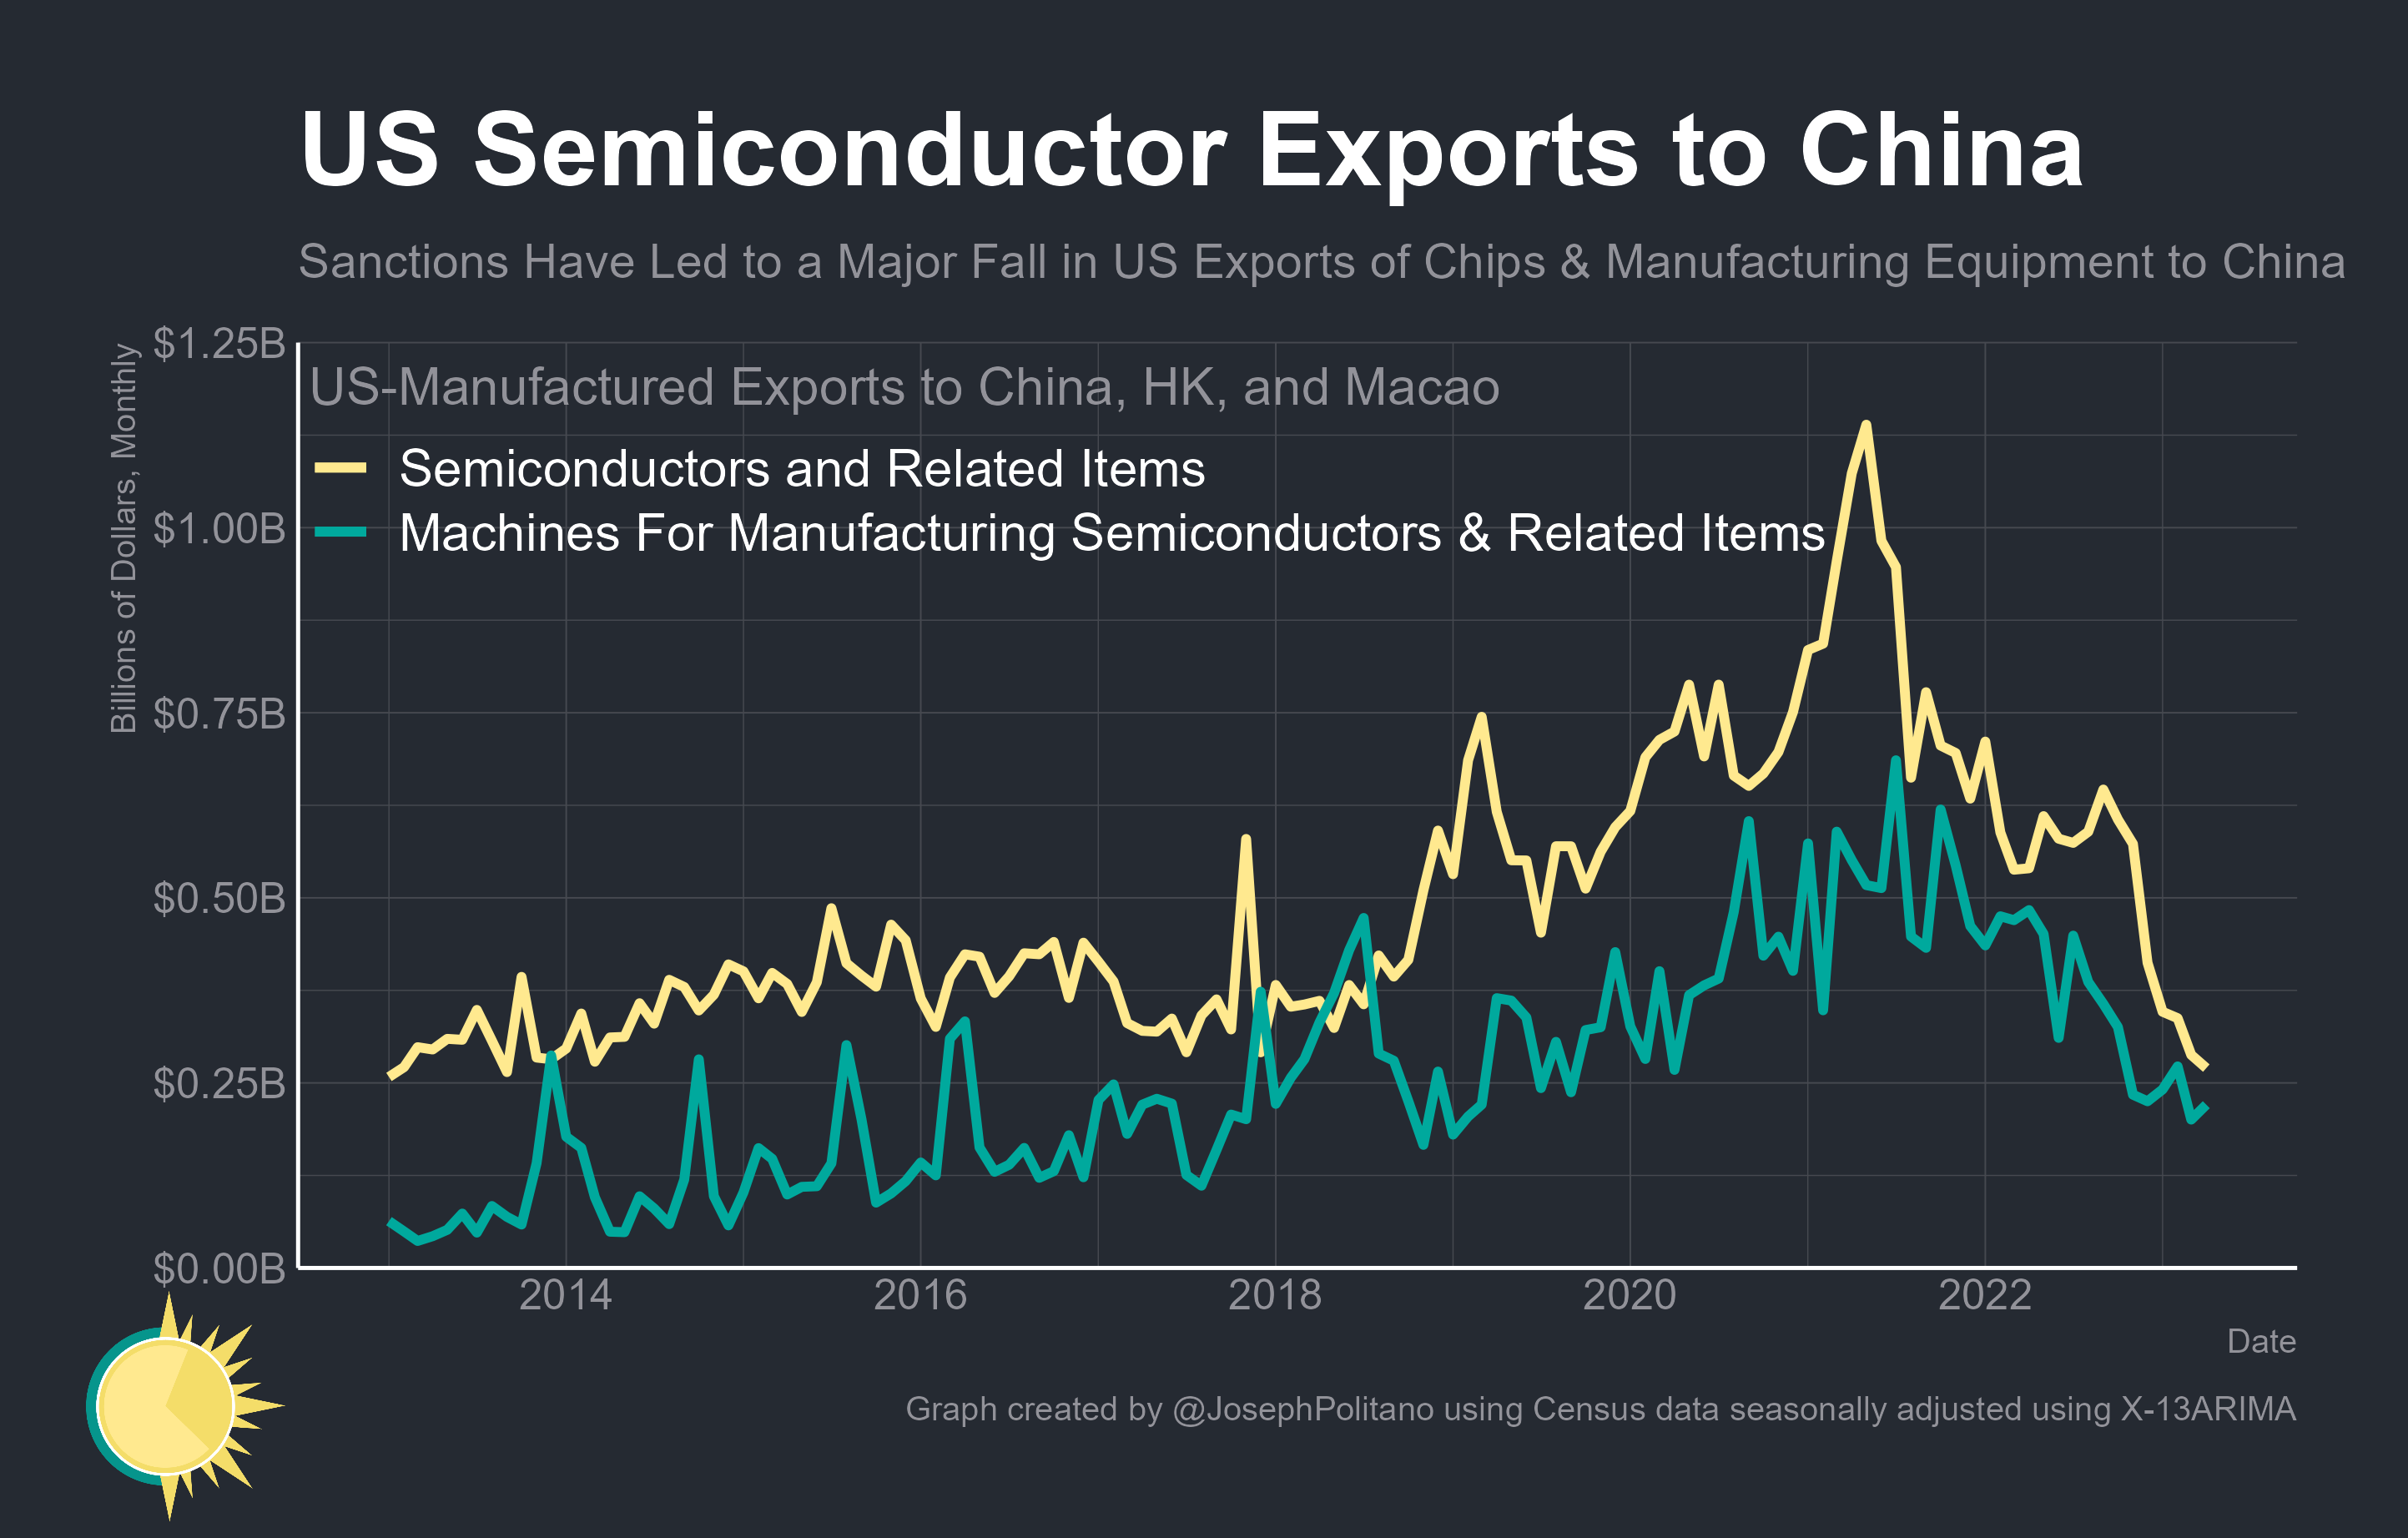 US Semiconductor Exports to China
Sanctions Have Led to a Major Fall in US Exports of Chips & Manufacturing Equipment to China
Billions of Dollars, Monthly
$1.25B
$1.00B
$0.75B
$0.50B
$0.25B
$0.00B
US-Manufactured Exports to China, HK, and Macao
Semiconductors and Related Items
Machines For Manufacturing Semiconductors & Related Items
2014
2016
2018
2020
2022
Date
Graph created by @JosephPolitano using Census data seasonally adjusted using X-13ARIMA